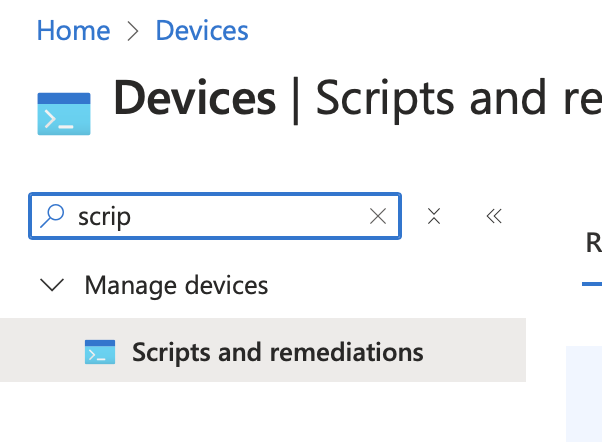 Home > Devices
Devices | Scripts and re
scrip
R
Manage devices
Scripts and remediations